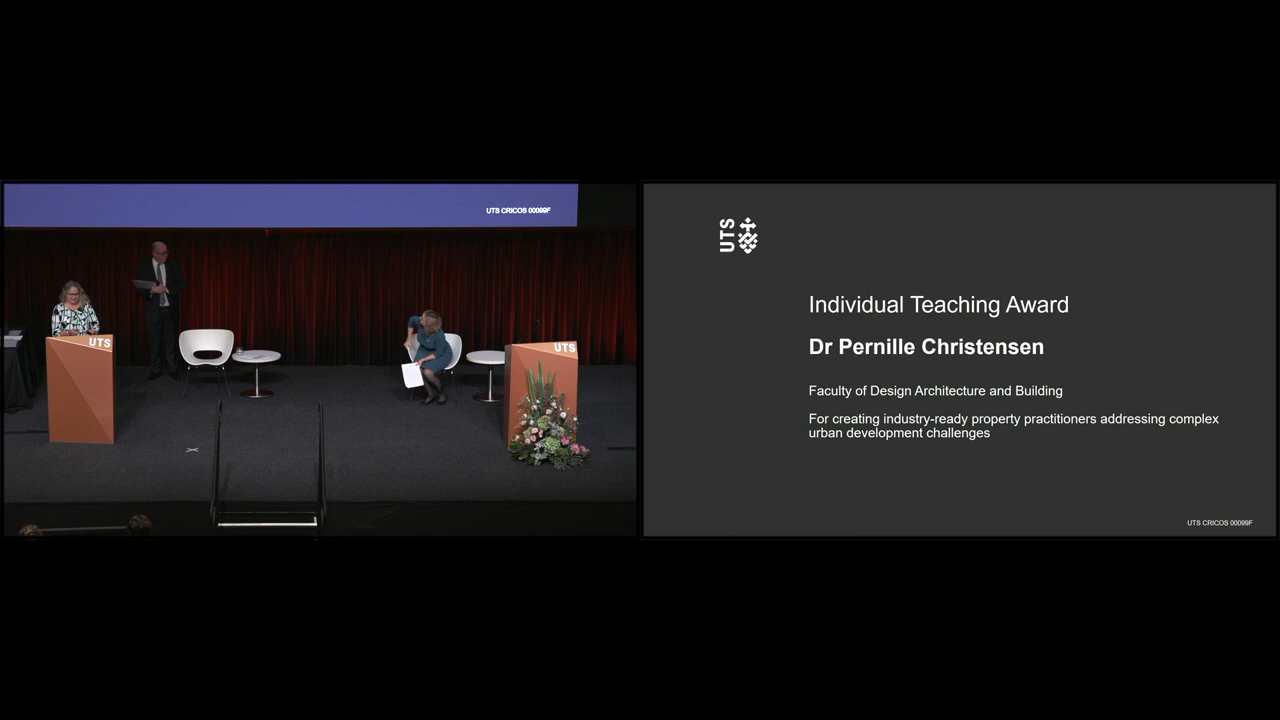 UTS CRICOS 00099F
UTS
UTS
UTS
Individual Teaching Award
Dr Pernille Christensen
Faculty of Design Architecture and Building
For creating industry-ready property practitioners addressing complex
urban development challenges
UTS CRICOS 00099F